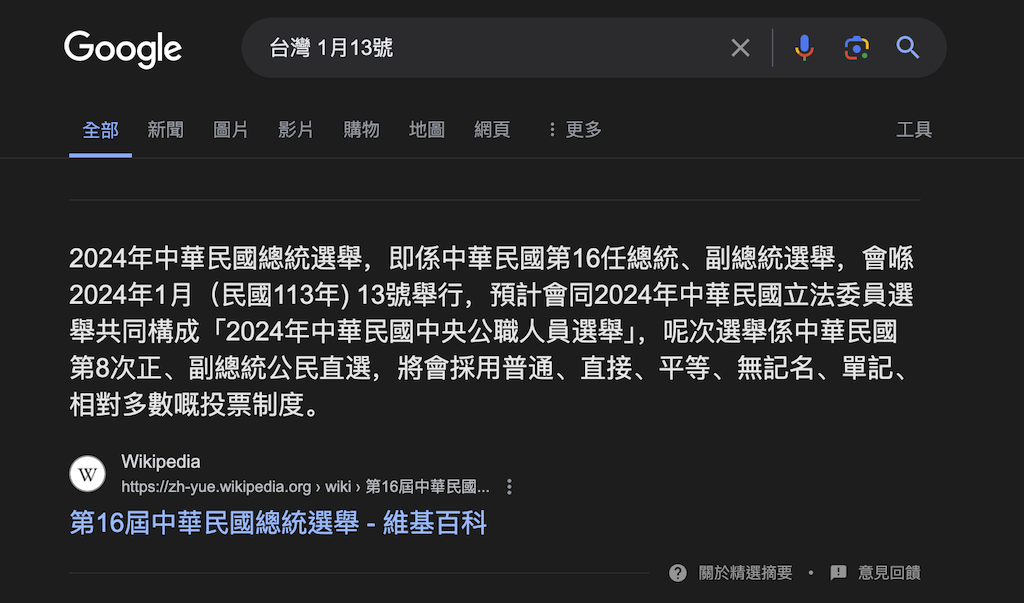 Google
台灣 1月13號
全部 新聞 圖片 影片 購物 地圖 網頁 ⋮ 更多 工具
2024年中華民國總統選舉，即係中華民國第16任總統、副總統選舉，會喺
2024年1月（民國113年) 13號舉行，預計會同2024年中華民國立法委員選
舉共同構成「2024年中華民國中央公職人員選舉」，呢次選舉係中華民國
第8次正、副總統公民直選，將會採用普通、直接、平等、無記名、單記、
相對多數嘅投票制度。
W
Wikipedia
https://zh-yue.wikipedia.org › wiki › 第16屆中華民國...
第16屆中華民國總統選舉 - 維基百科
關於精選摘要 • 意見回饋